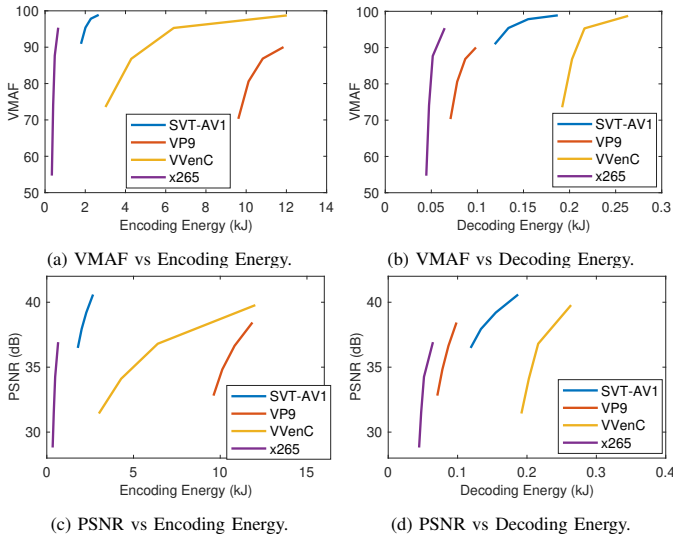 100
90
80
70
60
50
VMAF
0
2
4
6
8
10
12
14
Encoding Energy (kJ)
SVT-AV1
VP9
VVenC
x265
(a) VMAF vs Encoding Energy.
100
90
80
70
60
50
VMAF
0
0.05
0.1
0.15
0.2
0.25
0.3
Decoding Energy (kJ)
SVT-AV1
VP9
VVenC
x265
(b) VMAF vs Decoding Energy.
40
35
30
PSNR (dB)
0
5
10
15
Encoding Energy (kJ)
SVT-AV1
VP9
VVenC
x265
(c) PSNR vs Encoding Energy.
40
35
30
PSNR (dB)
0
0.1
0.2
0.3
0.4
Decoding Energy (kJ)
SVT-AV1
VP9
VVenC
x265
(d) PSNR vs Decoding Energy.